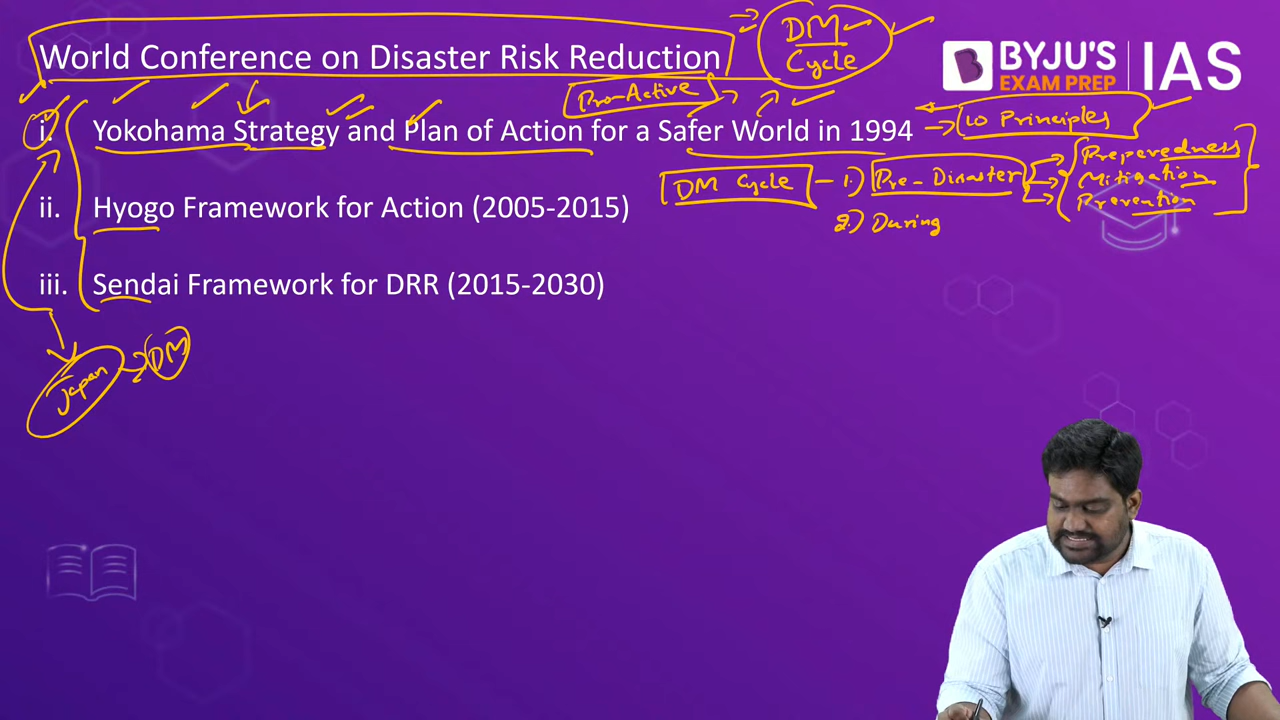 World Conference on Disaster Risk Reduction
DM
Cycle
BYJU'S
EXAM PREP
IAS
Pro-Active
i. Yokohama Strategy and Plan of Action for a Safer World in 1994
10 Principles
DM Cycle - 1.) Pre-Disaster
Preparedness
Mitigation
Prevention
2.) During
ii. Hyogo Framework for Action (2005-2015)
iii. Sendai Framework for DRR (2015-2030)
Japan
DM